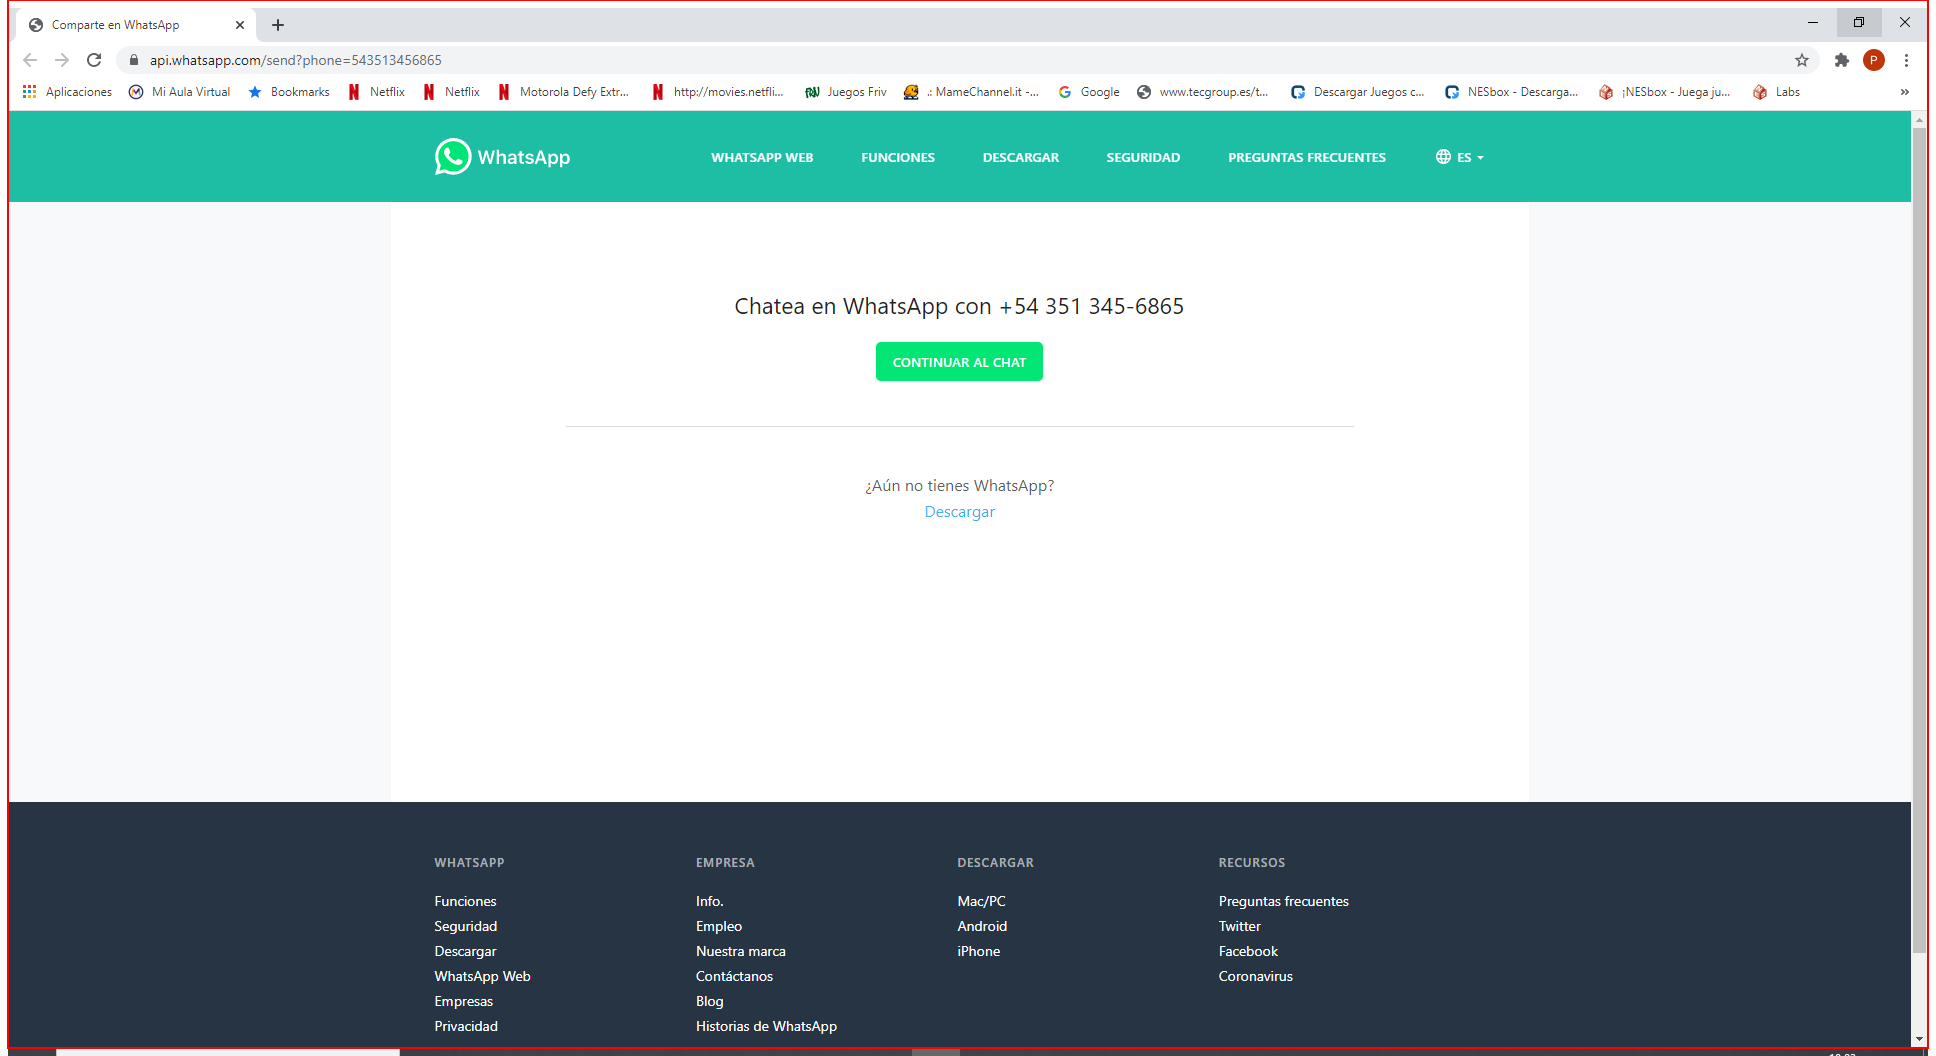 Comparte en WhatsApp
api.whatsapp.com/send?phone=543513456865
P
Aplicaciones Mi Aula Virtual Bookmarks Netflix Netflix Motorola Defy Extr... http://movies.netfli... Juegos Friv .: MameChannel.it -... Google www.tecgroup.es/t... Descargar Juegos c... NESbox - Descarga... ¡NESbox - Juega ju... Labs »
WhatsApp WHATSAPP WEB FUNCIONES DESCARGAR SEGURIDAD PREGUNTAS FRECUENTES ES
Chatea en WhatsApp con +54 351 345-6865
CONTINUAR AL CHAT
¿Aún no tienes WhatsApp?
Descargar
WHATSAPP
Funciones
Seguridad
Descargar
WhatsApp Web
Empresas
Privacidad
EMPRESA
Info.
Empleo
Nuestra marca
Contáctanos
Blog
Historias de WhatsApp
DESCARGAR
Mac/PC
Android
iPhone
RECURSOS
Preguntas frecuentes
Twitter
Facebook
Coronavirus